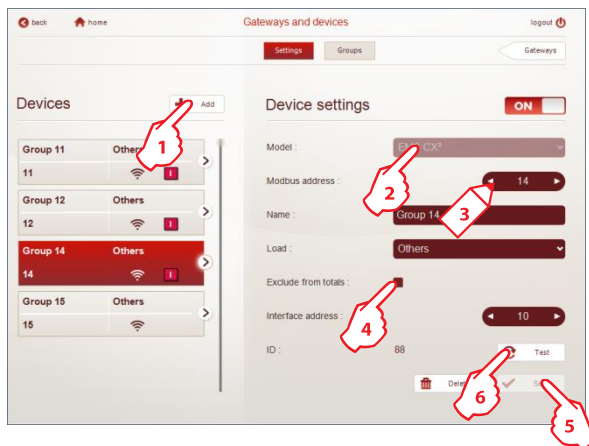 back home Gateways and devices logout
Settings Groups Gateways
Devices Add Device settings ON
1
Group 11 Others
11
Group 12 Others
12
Group 14 Others
14
Group 15 Others
15
Model :
2
Modbus address : 14
3
Name : Group 14
Load : Others
Exclude from totals :
4
Interface address : 10
ID : 88 Test
6
5